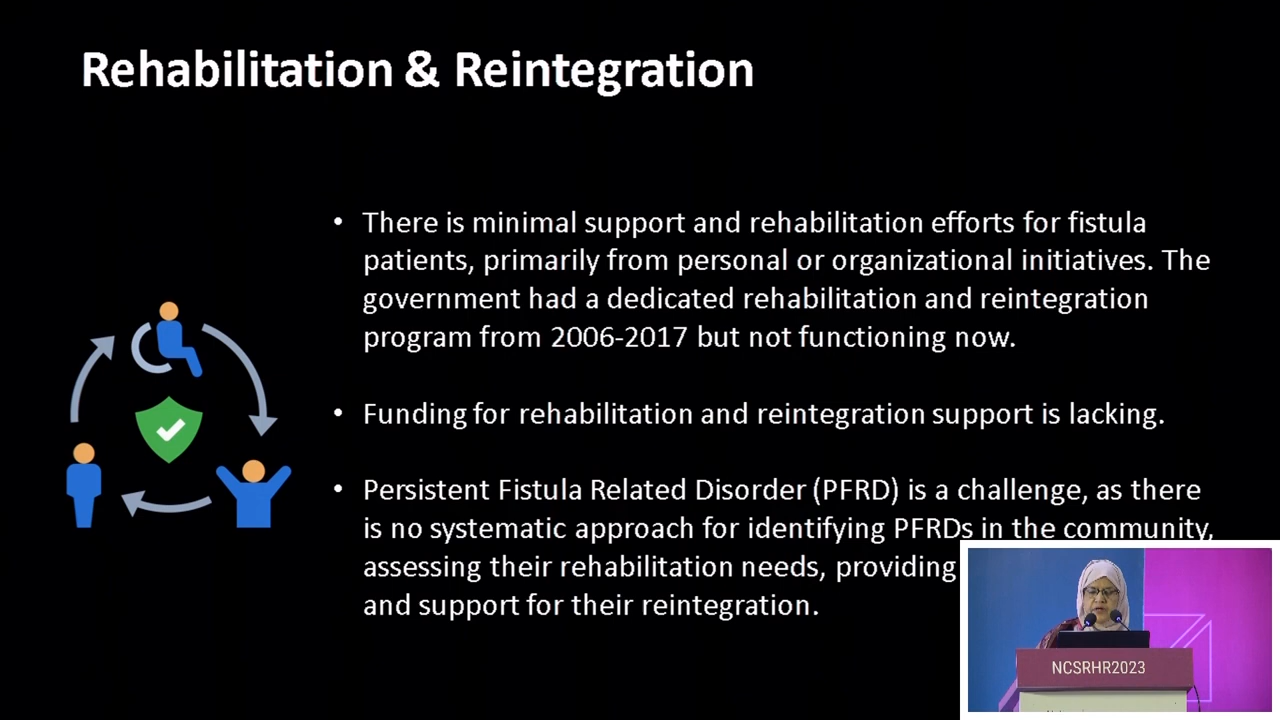 Rehabilitation & Reintegration
• There is minimal support and rehabilitation efforts for fistula
patients, primarily from personal or organizational initiatives. The
government had a dedicated rehabilitation and reintegration
program from 2006-2017 but not functioning now.
• Funding for rehabilitation and reintegration support is lacking.
• Persistent Fistula Related Disorder (PFRD) is a challenge, as there
is no systematic approach for identifying PFRDs in the community,
assessing their rehabilitation needs, providing
and support for their reintegration.
NCSRHR2023